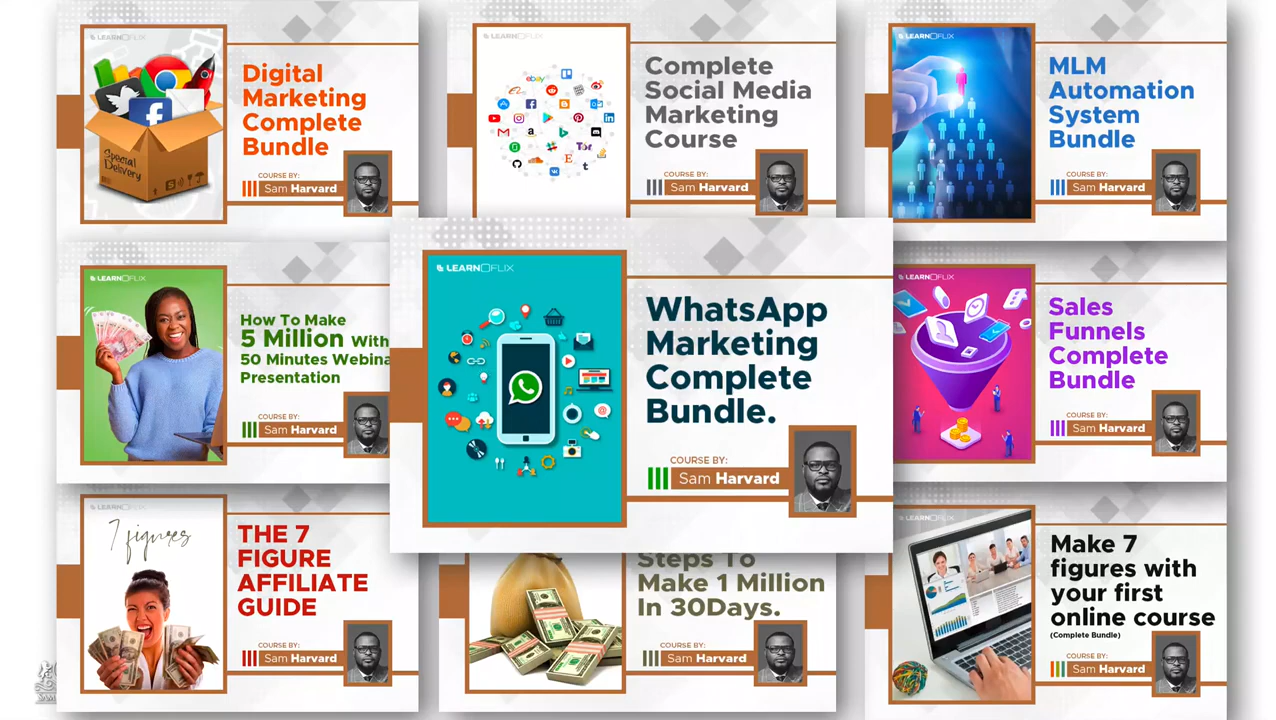 LEARNOFLIX
Special
Delivery
Digital
Marketing
Complete
Bundle
COURSE BY:
Sam Harvard
LEARNOFLIX
ebay
Tor
Complete
Social Media
Marketing
Course
COURSE BY:
Sam Harvard
LEARNOFLIX
MLM
Automation
System
Bundle
COURSE BY:
Sam Harvard
LEARNOFLIX
How To Make
5 Million With
50 Minutes Webina
Presentation
COURSE BY:
Sam Harvard
LEARNOFLIX
WhatsApp
Marketing
Complete
Bundle.
COURSE BY:
Sam Harvard
Sales
Funnels
Complete
Bundle
COURSE BY:
Sam Harvard
7 figures
THE 7
FIGURE
AFFILIATE
GUIDE
COURSE BY:
Sam Harvard
Steps To
Make 1 Million
In 30Days.
COURSE BY:
Sam Harvard
LEARNOFLIX
Make 7
figures with
your first
online course
(Complete Bundle)
COURSE BY:
Sam Harvard